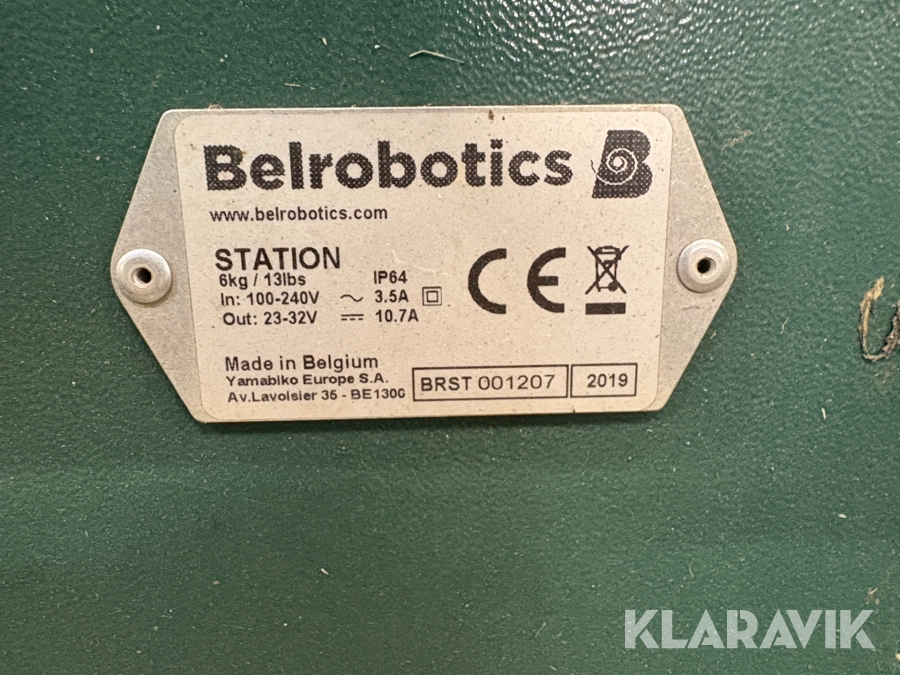 Belrobotics
www.belrobotics.com
STATION
6kg / 13lbs IP64
In: 100-240V ~ 3.5A
Out: 23-32V ⎓ 10.7A
CE
Made in Belgium
Yamabiko Europe S.A.
Av.Lavoisier 35 - BE1300
BRST 001207 2019
KLARAVIK